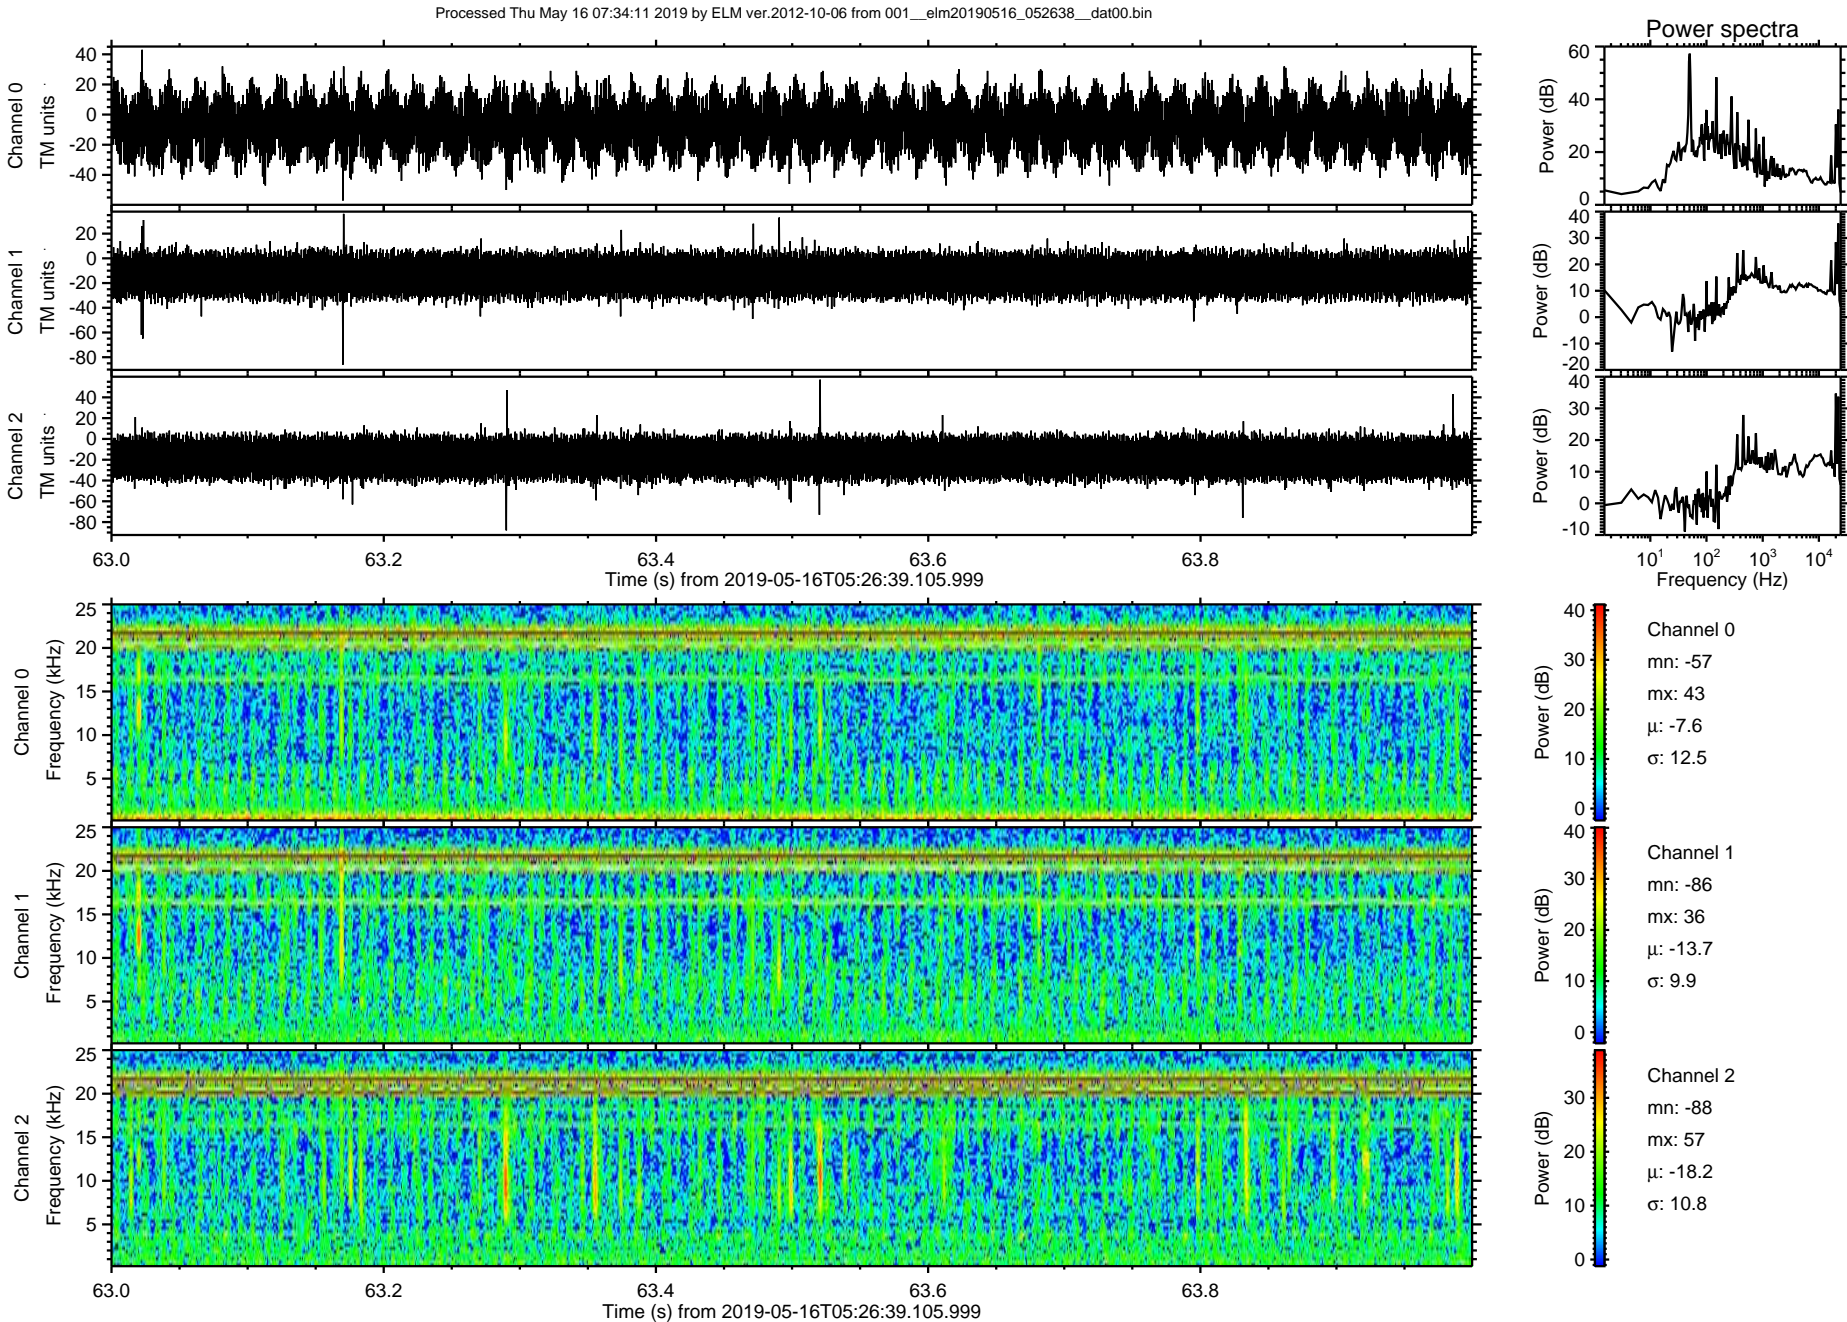 Processed Thu May 16 07:34:11 2019 by ELM ver.2012-10-06 from 001__elm20190516_052638__dat00.bin
Power spectra
Channel 0
TM units
40
20
0
-20
-40
Power (dB)
60
40
20
0
Channel 1
TM units
20
0
-20
-40
-60
-80
Power (dB)
40
30
20
10
0
-10
-20
Channel 2
TM units
40
20
0
-20
-40
-60
-80
Power (dB)
40
30
20
10
0
-10
63.0 63.2 63.4 63.6 63.8
Time (s) from 2019-05-16T05:26:39.105.999
10^1 10^2 10^3 10^4
Frequency (Hz)
Channel 0
Frequency (kHz)
25
20
15
10
5
Power (dB)
40
30
20
10
0
Channel 0
mn: -57
mx: 43
μ: -7.6
σ: 12.5
Channel 1
Frequency (kHz)
25
20
15
10
5
Power (dB)
40
30
20
10
0
Channel 1
mn: -86
mx: 36
μ: -13.7
σ: 9.9
Channel 2
Frequency (kHz)
25
20
15
10
5
Power (dB)
30
20
10
0
Channel 2
mn: -88
mx: 57
μ: -18.2
σ: 10.8
63.0 63.2 63.4 63.6 63.8
Time (s) from 2019-05-16T05:26:39.105.999